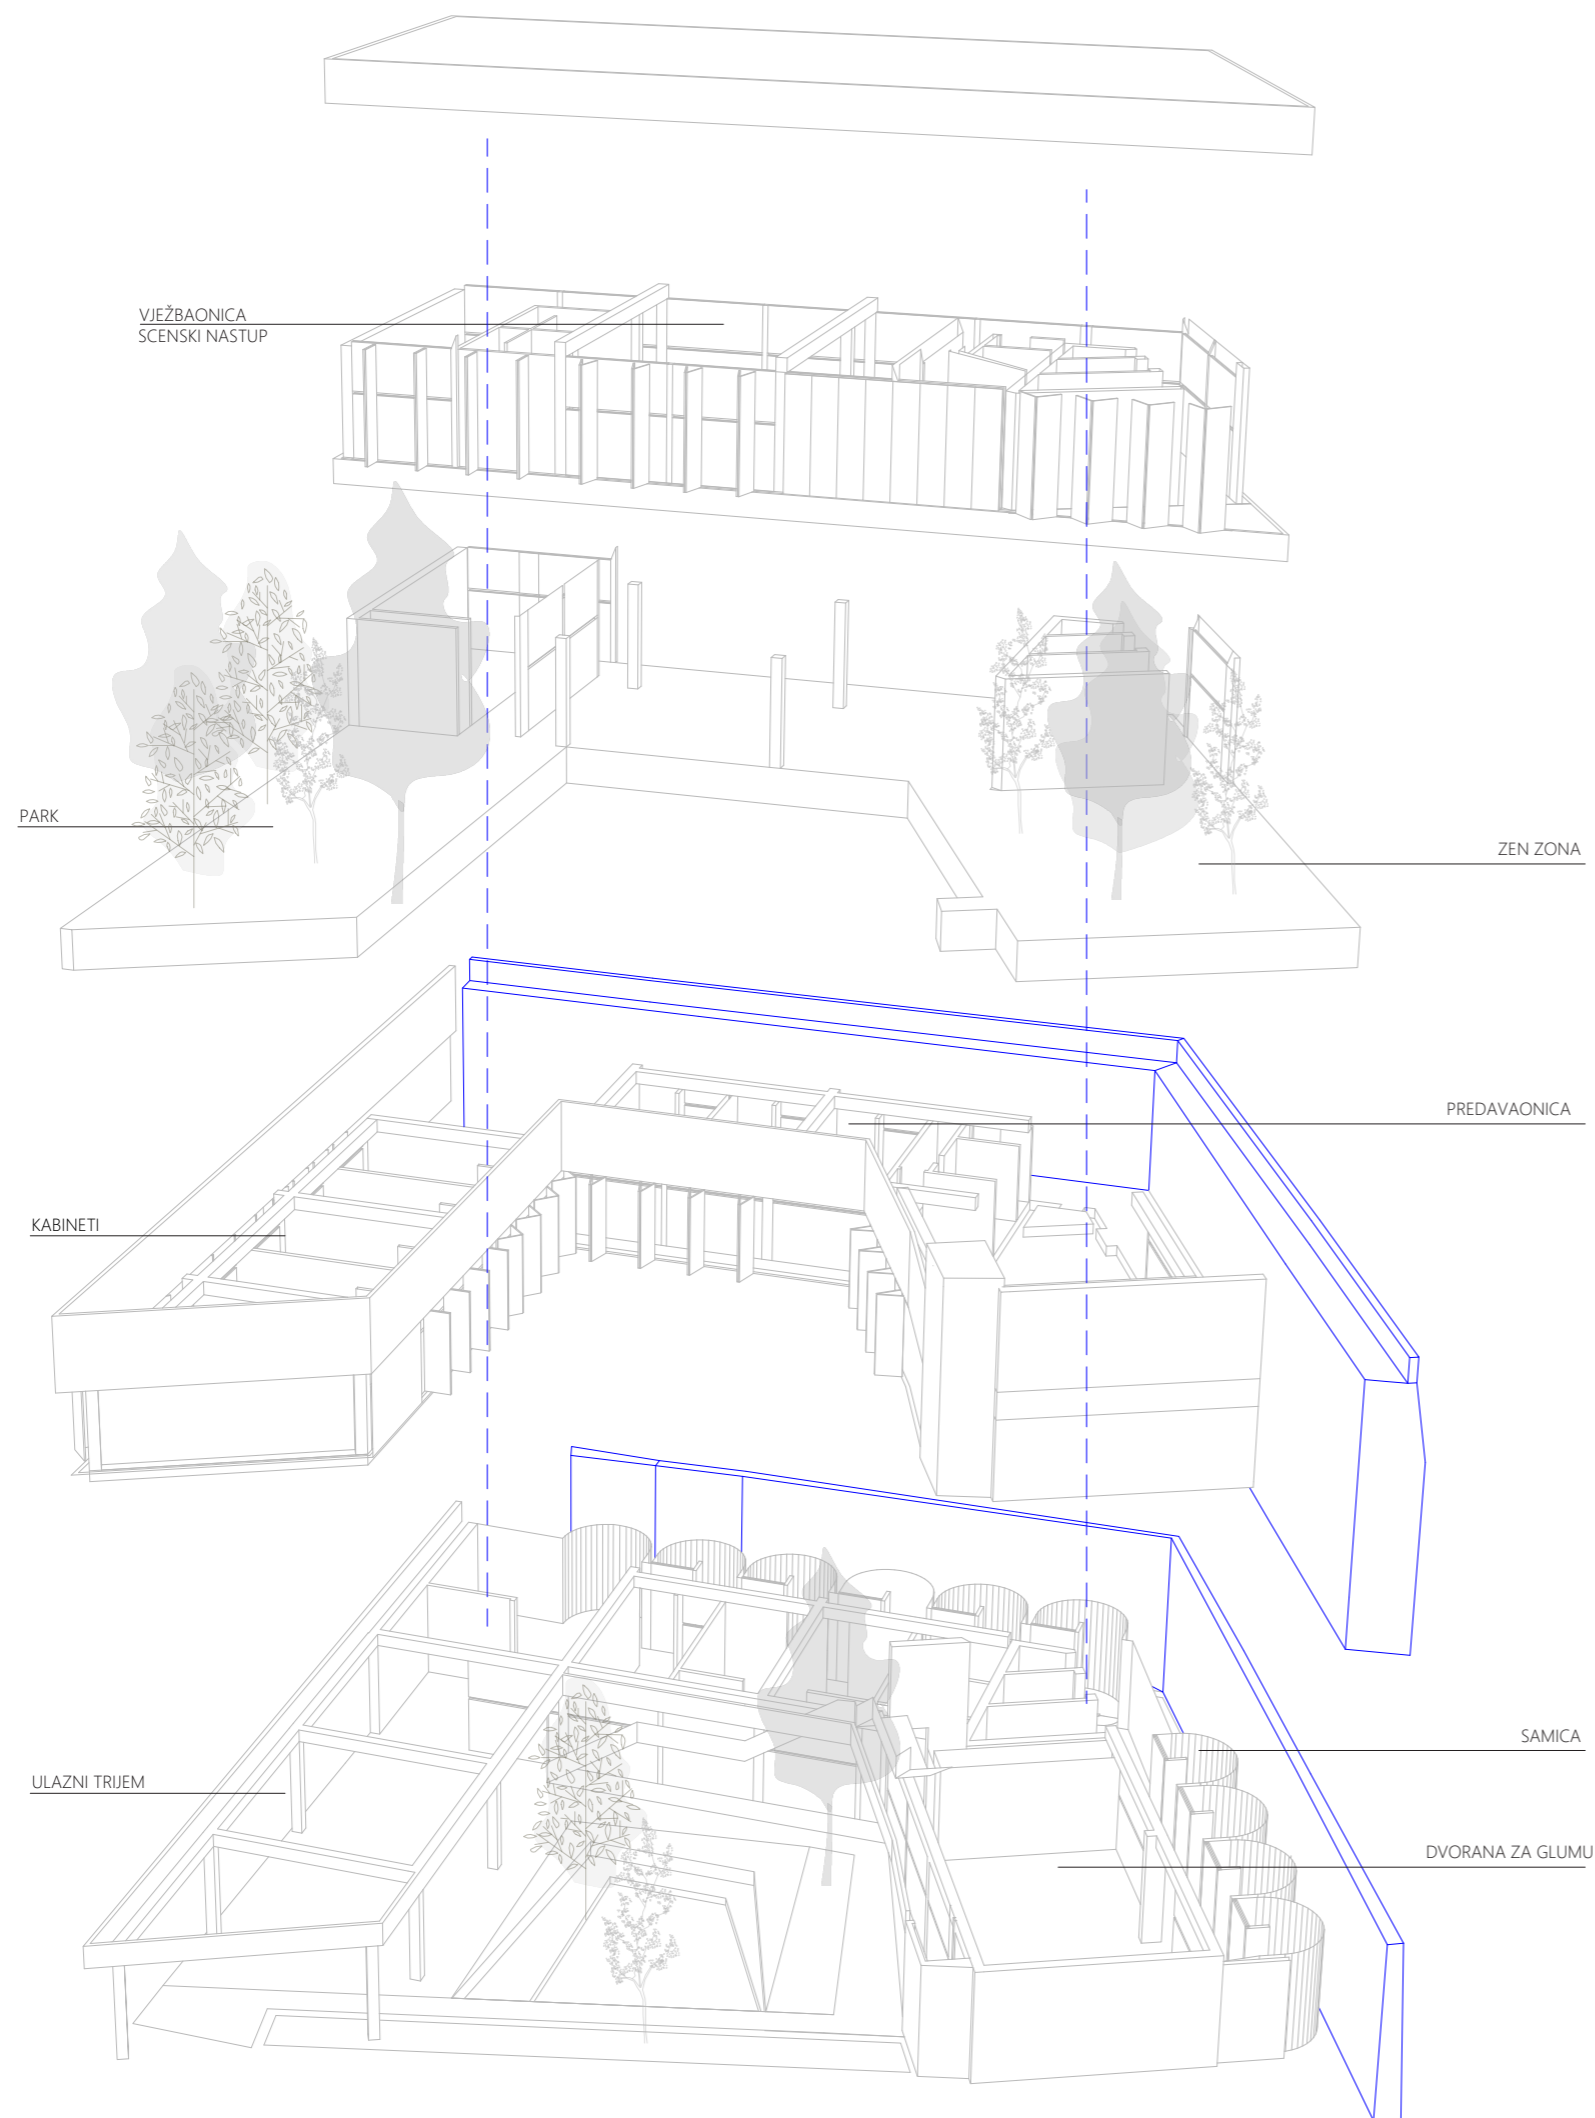 VJEŽBAONICA
SCENSKI NASTUP
PARK
ZEN ZONA
PREDAVAONICA
KABINETI
SAMICA
ULAZNI TRIJEM
DVORANA ZA GLUMU